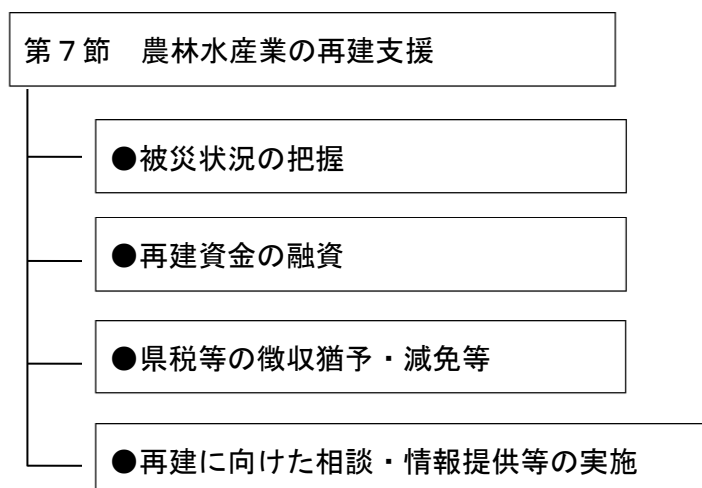 第７節　農林水産業の再建支援
●被災状況の把握
●再建資金の融資
●県税等の徴収猶予・減免等
●再建に向けた相談・情報提供等の実施